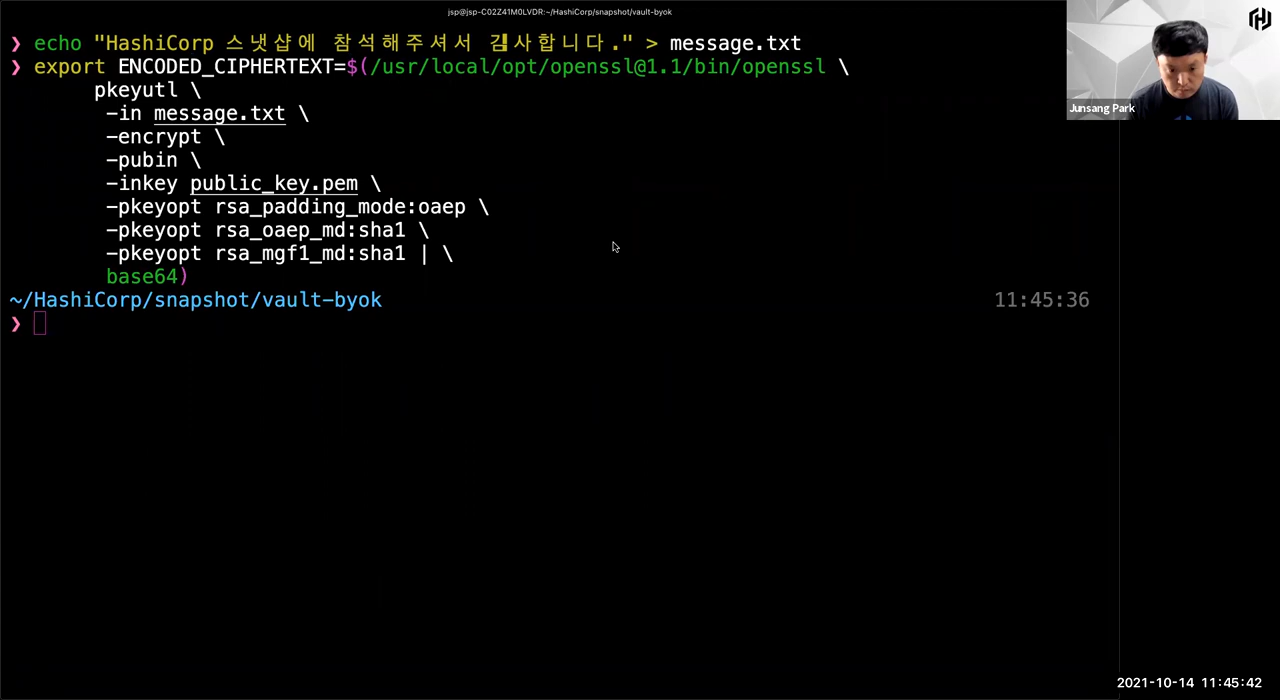 jsp@jsp-C02Z41M0LVDR:~/HashiCorp/snapshot/vault-byok
❯ echo "HashiCorp 스냇샵에 참석해주셔서 김사합니다." > message.txt
❯ export ENCODED_CIPHERTEXT=$(/usr/local/opt/openssl@1.1/bin/openssl \
pkeyutl \
-in message.txt \
-encrypt \
-pubin \
-inkey public_key.pem \
-pkeyopt rsa_padding_mode:oaep \
-pkeyopt rsa_oaep_md:sha1 \
-pkeyopt rsa_mgf1_md:sha1 | \
base64)
~/HashiCorp/snapshot/vault-byok 11:45:36
❯
Junsang Park
2021-10-14 11:45:42